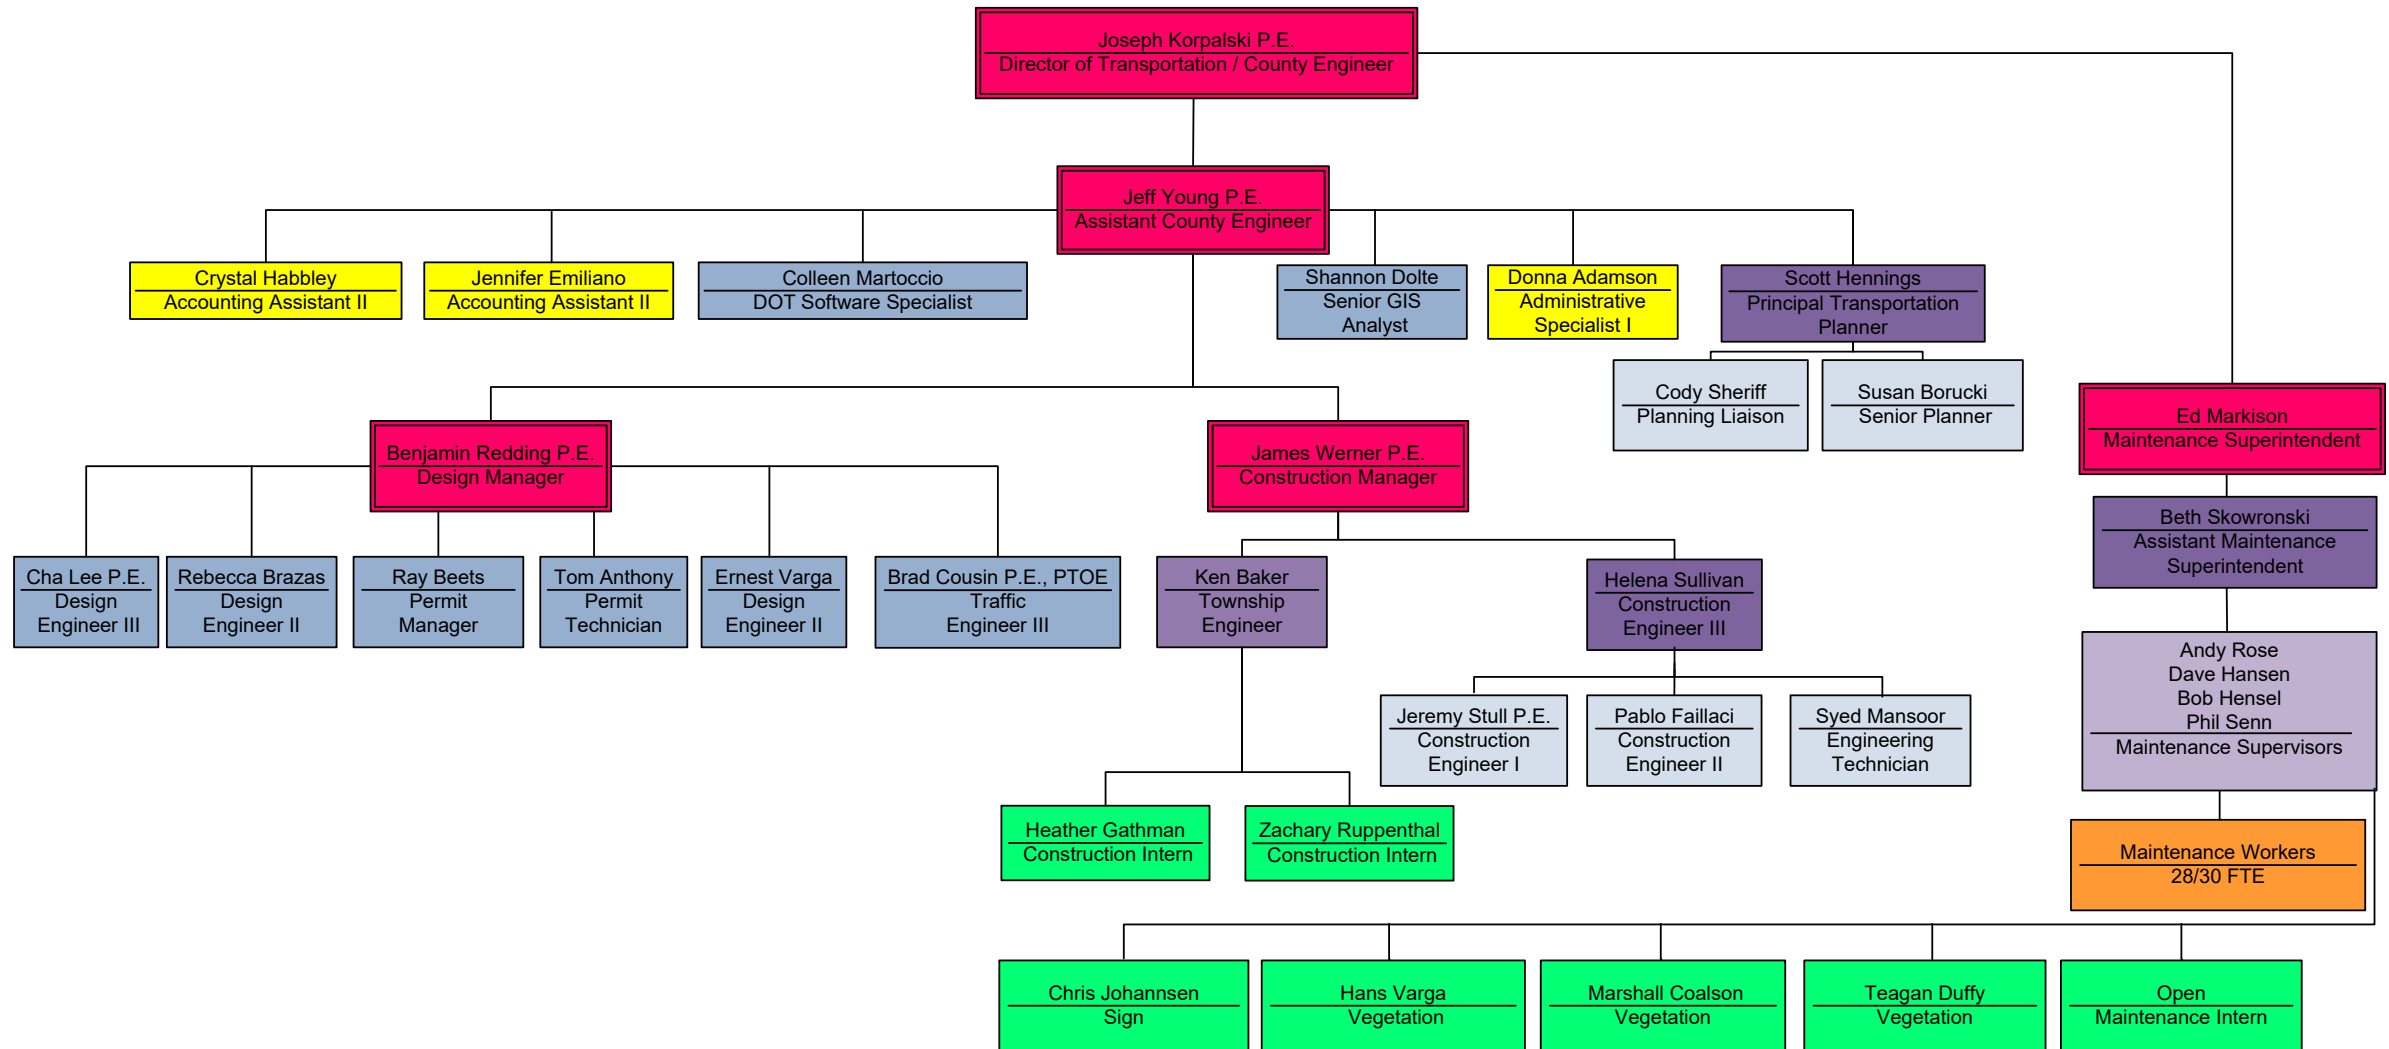 Joseph Korpalski P.E.
Director of Transportation / County Engineer
Jeff Young P.E.
Assistant County Engineer
Crystal Habbley
Accounting Assistant II
Jennifer Emiliano
Accounting Assistant II
Colleen Martoccio
DOT Software Specialist
Shannon Dolte
Senior GIS
Analyst
Donna Adamson
Administrative
Specialist I
Scott Hennings
Principal Transportation
Planner
Cody Sheriff
Planning Liaison
Susan Borucki
Senior Planner
Ed Markison
Maintenance Superintendent
Benjamin Redding P.E.
Design Manager
James Werner P.E.
Construction Manager
Beth Skowronski
Assistant Maintenance
Superintendent
Cha Lee P.E.
Design
Engineer III
Rebecca Brazas
Design
Engineer II
Ray Beets
Permit
Manager
Tom Anthony
Permit
Technician
Ernest Varga
Design
Engineer II
Brad Cousin P.E., PTOE
Traffic
Engineer III
Ken Baker
Township
Engineer
Helena Sullivan
Construction
Engineer III
Andy Rose
Dave Hansen
Bob Hensel
Phil Senn
Maintenance Supervisors
Jeremy Stull P.E.
Construction
Engineer I
Pablo Faillaci
Construction
Engineer II
Syed Mansoor
Engineering
Technician
Heather Gathman
Construction Intern
Zachary Ruppenthal
Construction Intern
Maintenance Workers
28/30 FTE
Chris Johannsen
Sign
Hans Varga
Vegetation
Marshall Coalson
Vegetation
Teagan Duffy
Vegetation
Open
Maintenance Intern